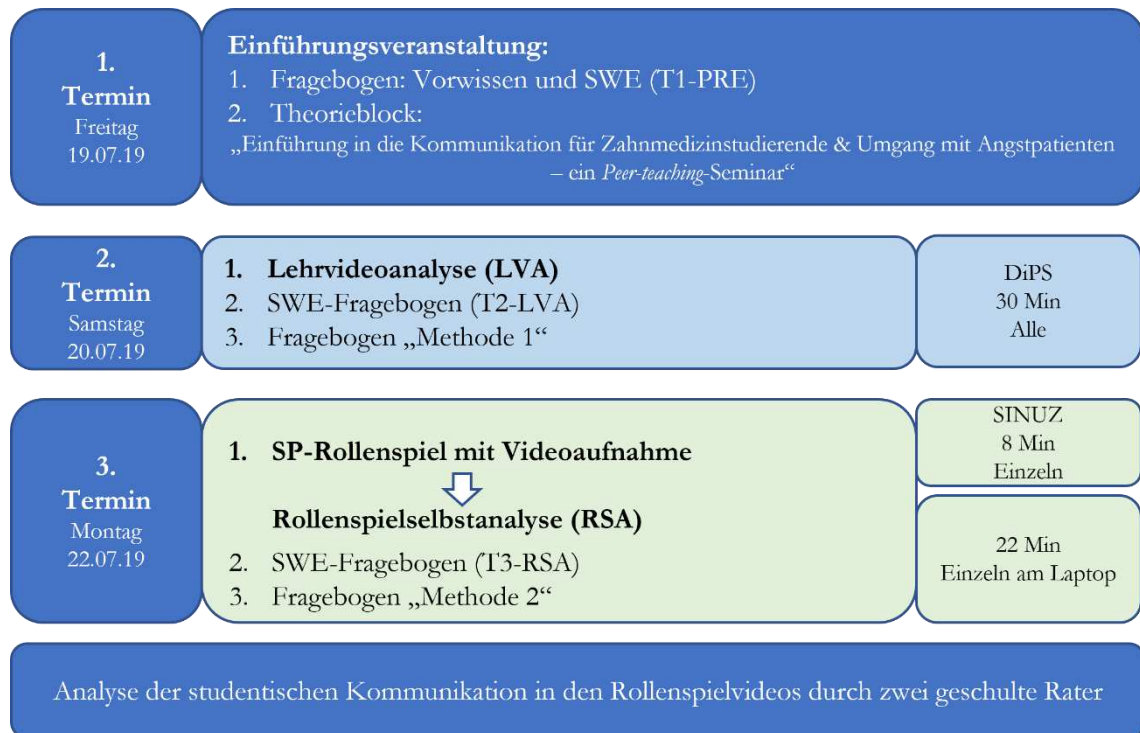 1.
Termin
Freitag
19.07.19
Einführungsveranstaltung:
1. Fragebogen: Vorwissen und SWE (T1-PRE)
2. Theorieblock:
„Einführung in die Kommunikation für Zahnmedizinstudierende & Umgang mit Angstpatienten
– ein Peer-teaching-Seminar“
2.
Termin
Samstag
20.07.19
1. Lehrvideoanalyse (LVA)
2. SWE-Fragebogen (T2-LVA)
3. Fragebogen „Methode 1“
DiPS
30 Min
Alle
3.
Termin
Montag
22.07.19
1. SP-Rollenspiel mit Videoaufnahme
Rollenspielselbstanalyse (RSA)
2. SWE-Fragebogen (T3-RSA)
3. Fragebogen „Methode 2“
SINUZ
8 Min
Einzeln
22 Min
Einzeln am Laptop
Analyse der studentischen Kommunikation in den Rollenspielvideos durch zwei geschulte Rater